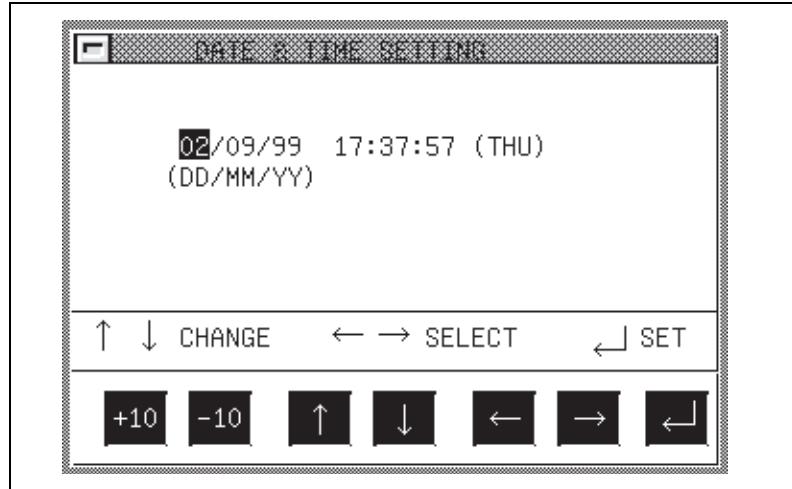 DATE & TIME SETTING
02/09/99 17:37:57 (THU)
(DD/MM/YY)
↑ ↓ CHANGE ← → SELECT ↵ SET
+10 -10 ↑ ↓ ← → ↵